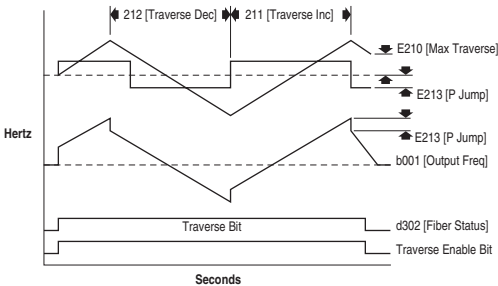 212 [Traverse Dec]
211 [Traverse Inc]
E210 [Max Traverse]
E213 [P Jump]
Hertz
E213 [P Jump]
b001 [Output Freq]
Traverse Bit
d302 [Fiber Status]
Traverse Enable Bit
Seconds